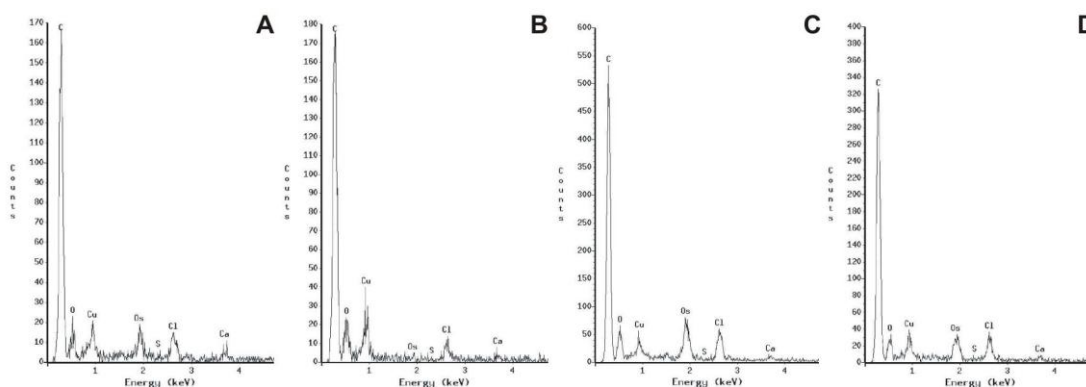 A
170
160
150
140
130
120
110
100
90
80
70
60
50
40
30
20
10
0
Counts
C
O
Cu
Os
S
Cl
Ca
1
2
3
4
Energy (keV)
B
180
170
160
150
140
130
120
110
100
90
80
70
60
50
40
30
20
10
0
Counts
C
O
Cu
Os
S
Cl
Ca
1
2
3
4
Energy (keV)
C
600
550
500
450
400
350
300
250
200
150
100
50
0
Counts
C
O
Cu
Os
S
Cl
Ca
1
2
3
4
Energy (keV)
D
400
380
360
340
320
300
280
260
240
220
200
180
160
140
120
100
80
60
40
20
0
Counts
C
O
Cu
Os
S
Cl
Ca
1
2
3
4
Energy (keV)